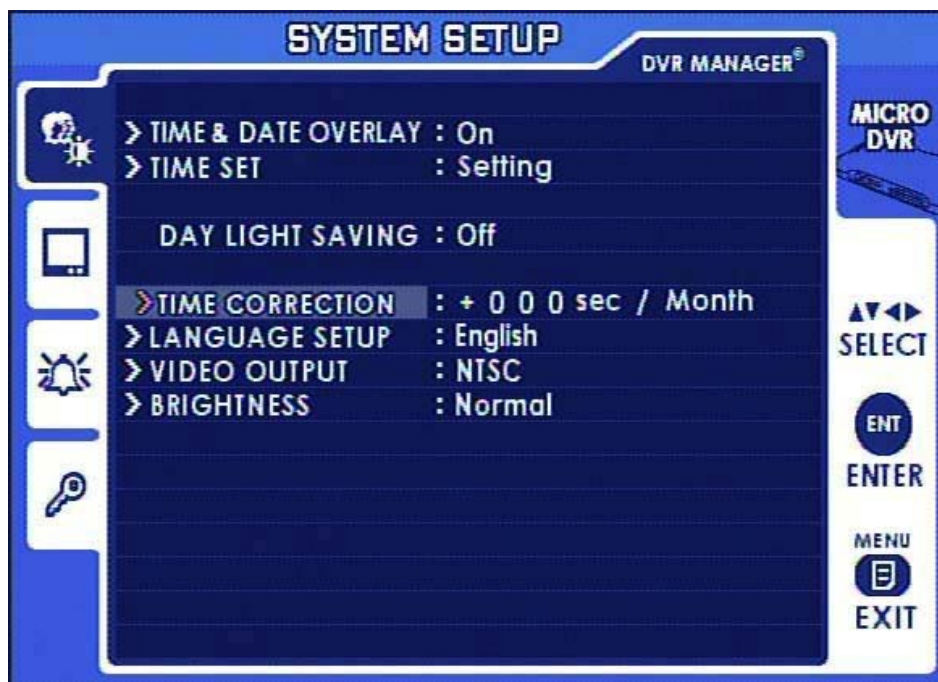 SYSTEM SETUP
DVR MANAGER®
MICRO
DVR
> TIME & DATE OVERLAY : On
> TIME SET : Setting
DAY LIGHT SAVING : Off
> TIME CORRECTION : + 0 0 0 sec / Month
> LANGUAGE SETUP : English
> VIDEO OUTPUT : NTSC
> BRIGHTNESS : Normal
SELECT
ENT
ENTER
MENU
EXIT